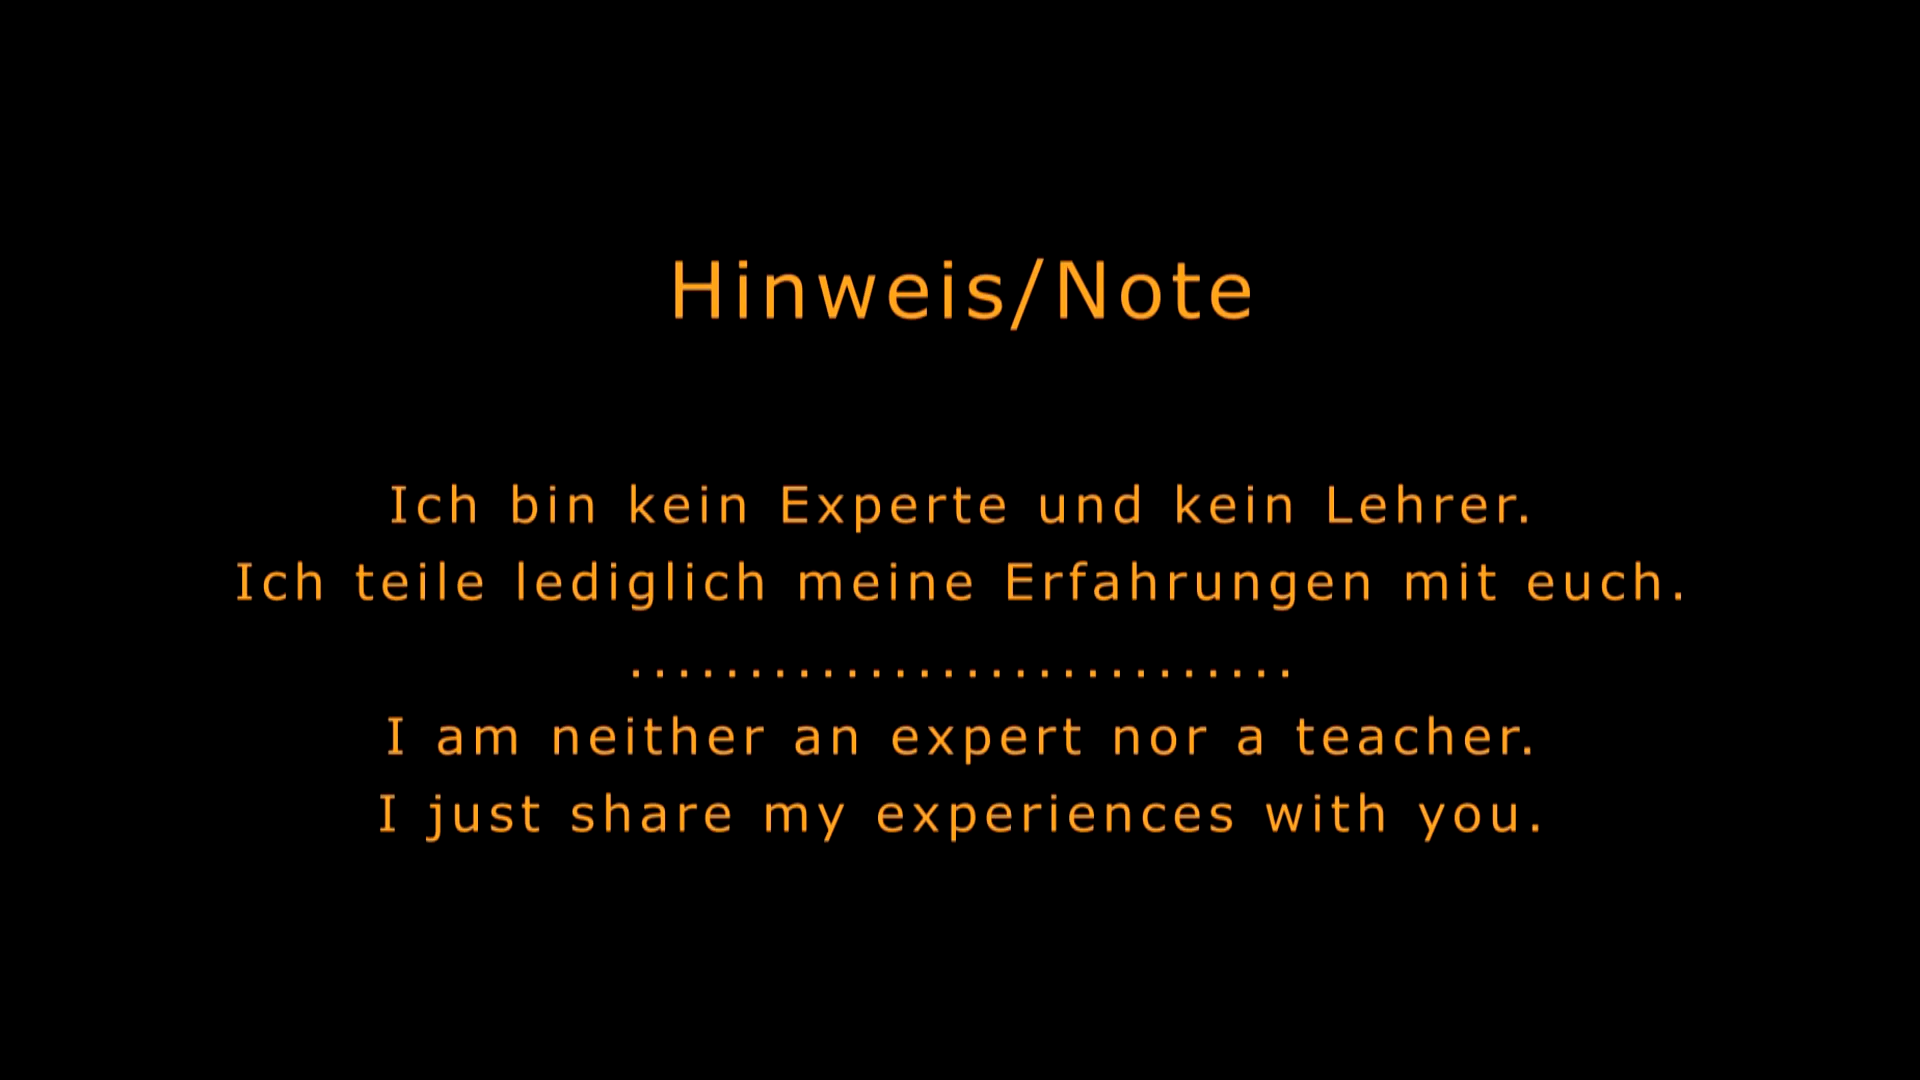 Hinweis/Note
Ich bin kein Experte und kein Lehrer.
Ich teile lediglich meine Erfahrungen mit euch.
............................
I am neither an expert nor a teacher.
I just share my experiences with you.